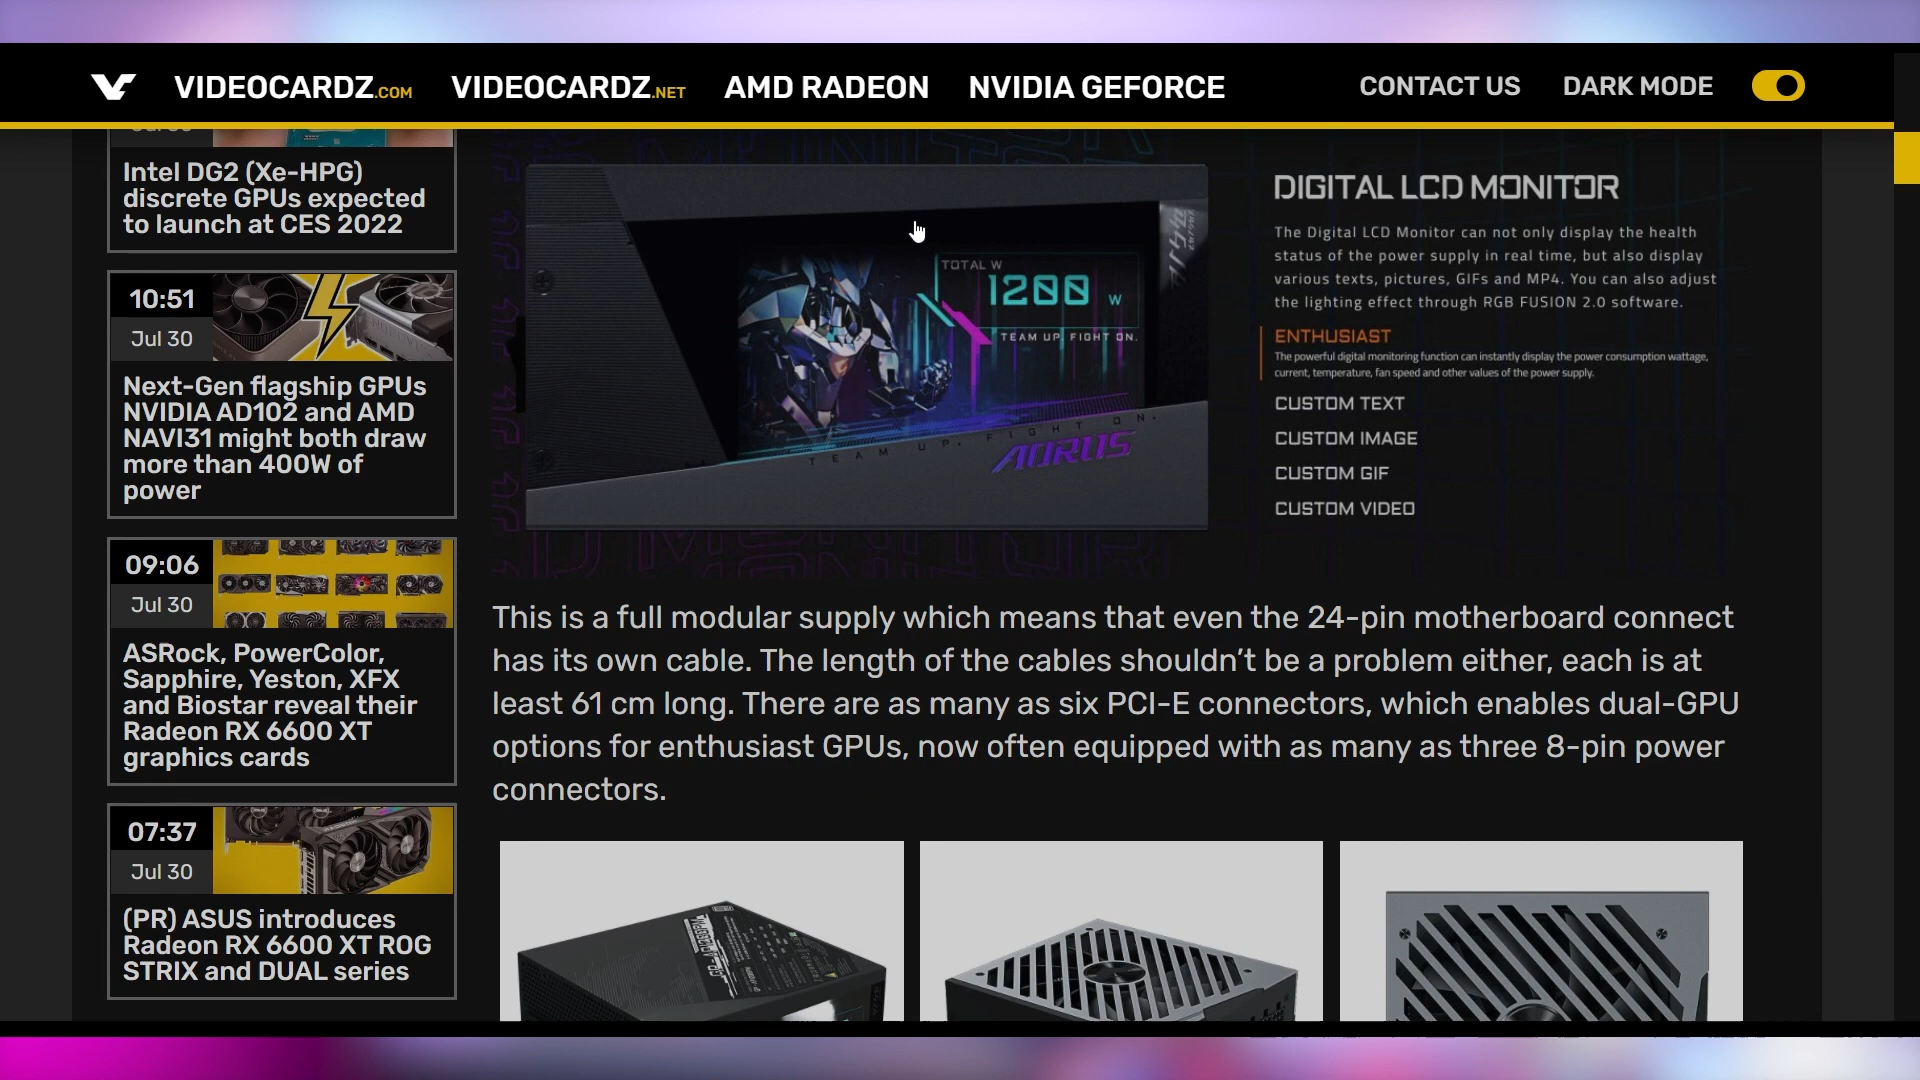 VIDEOCARDZ.COM
VIDEOCARDZ.NET
AMD RADEON
NVIDIA GEFORCE
CONTACT US
DARK MODE
Intel DG2 (Xe-HPG)
discrete GPUs expected
to launch at CES 2022
10:51
Jul 30
Next-Gen flagship GPUs
NVIDIA AD102 and AMD
NAVI31 might both draw
more than 400W of
power
09:06
Jul 30
ASRock, PowerColor,
Sapphire, Yeston, XFX
and Biostar reveal their
Radeon RX 6600 XT
graphics cards
07:37
Jul 30
(PR) ASUS introduces
Radeon RX 6600 XT ROG
STRIX and DUAL series
TOTAL W
1200 W
TEAM UP. FIGHT ON.
TEAM UP. FIGHT ON.
AORUS
DIGITAL LCD MONITOR
The Digital LCD Monitor can not only display the health
status of the power supply in real time, but also display
various texts, pictures, GIFs and MP4. You can also adjust
the lighting effect through RGB FUSION 2.0 software.
ENTHUSIAST
The powerful digital monitoring function can instantly display the power consumption wattage,
current, temperature, fan speed and other values of the power supply.
CUSTOM TEXT
CUSTOM IMAGE
CUSTOM GIF
CUSTOM VIDEO
This is a full modular supply which means that even the 24-pin motherboard connect
has its own cable. The length of the cables shouldn’t be a problem either, each is at
least 61 cm long. There are as many as six PCI-E connectors, which enables dual-GPU
options for enthusiast GPUs, now often equipped with as many as three 8-pin power
connectors.